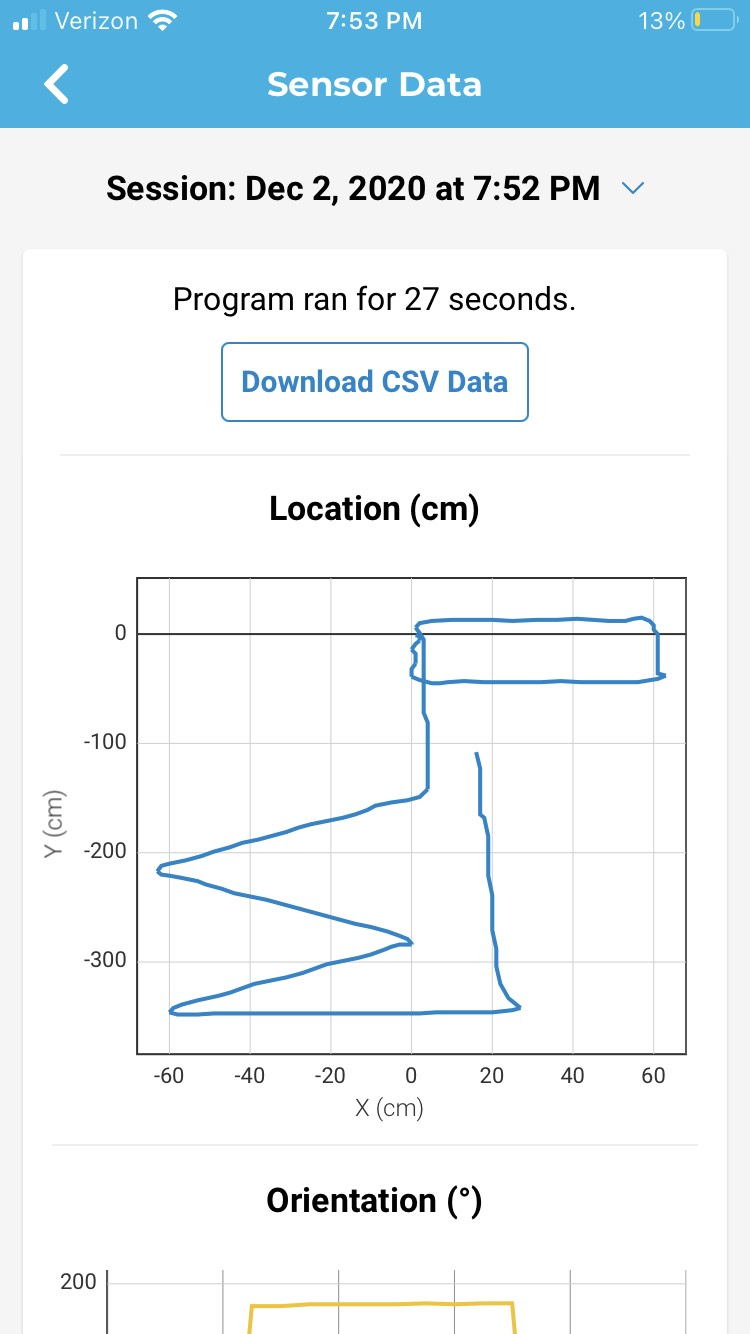 Verizon 7:53 PM 13%
Sensor Data
Session: Dec 2, 2020 at 7:52 PM
Program ran for 27 seconds.
Download CSV Data
Location (cm)
0
-100
-200
-300
Y (cm)
-60 -40 -20 0 20 40 60
X (cm)
Orientation (°)
200